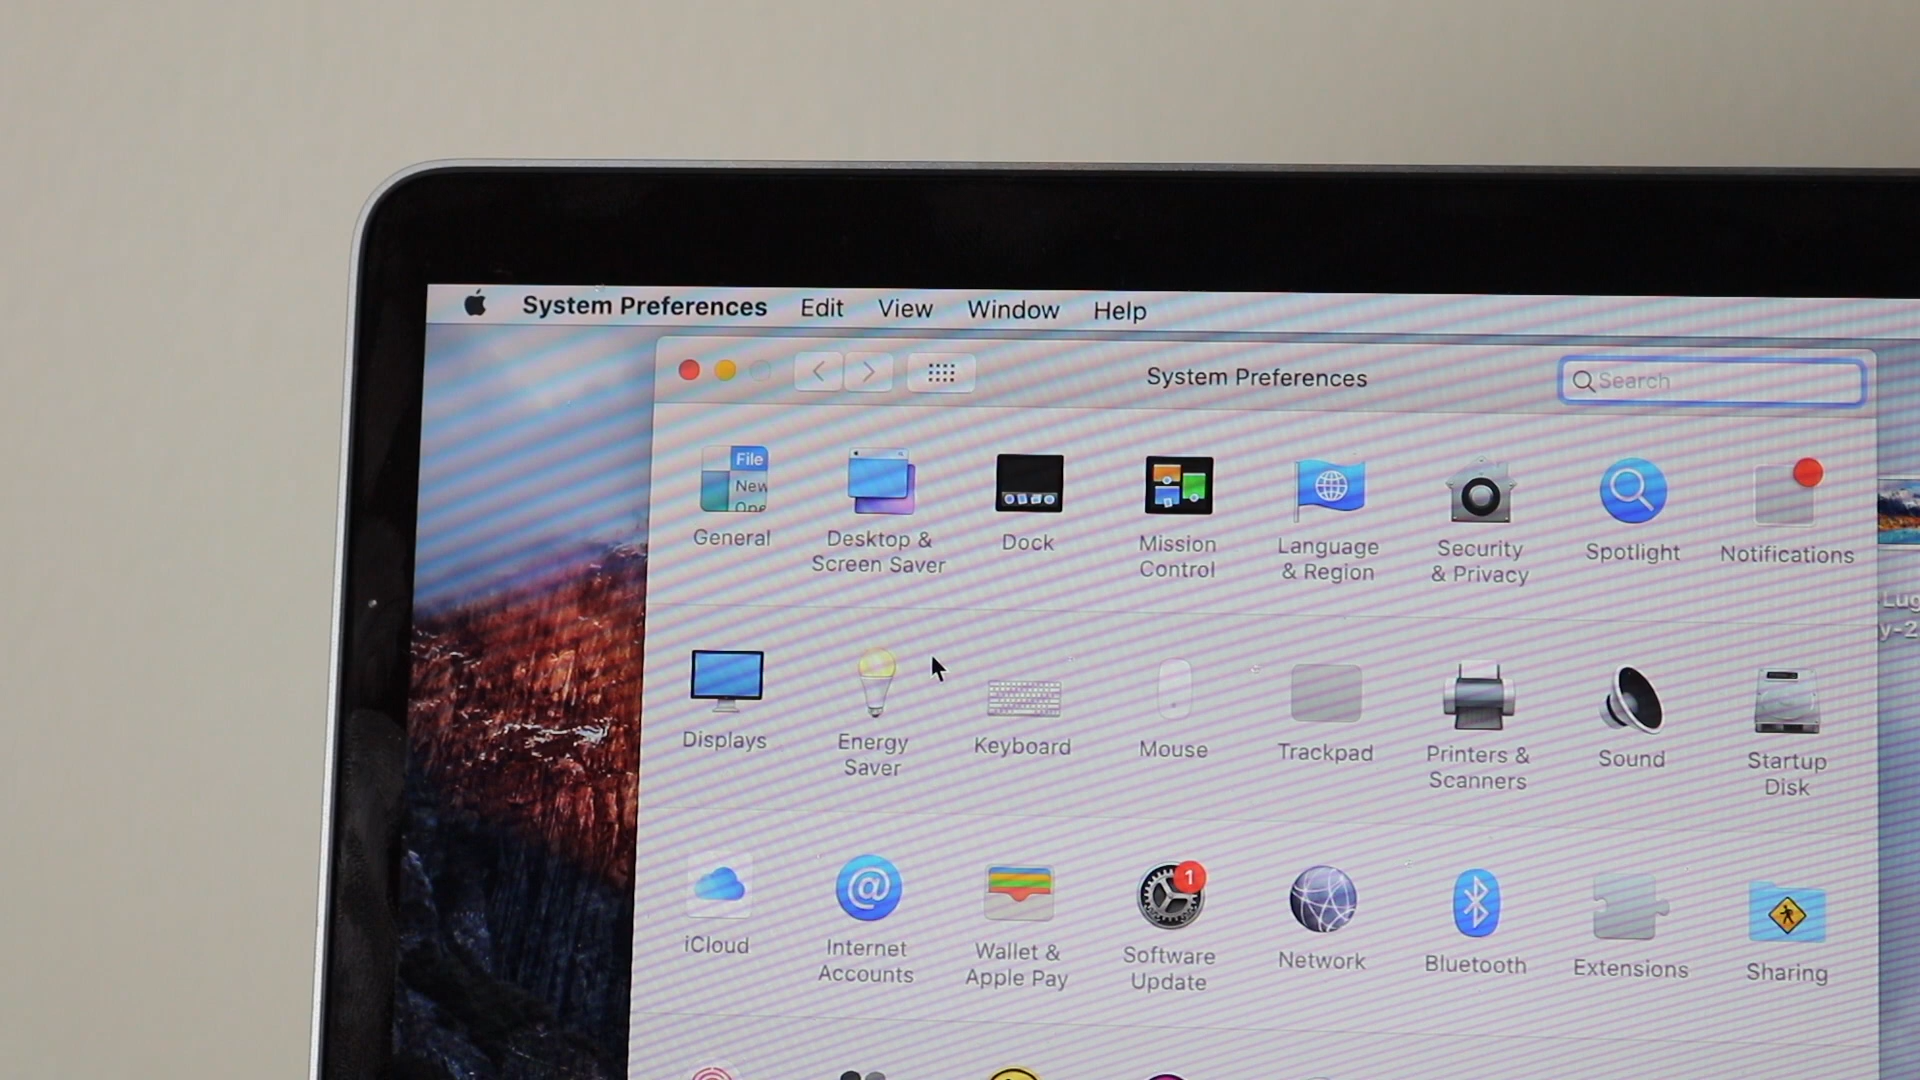 System Preferences Edit View Window Help
System Preferences
Search
File
New
General
Desktop &
Screen Saver
Dock
Mission
Control
Language
& Region
Security
& Privacy
Spotlight
Notifications
Displays
Energy
Saver
Keyboard
Mouse
Trackpad
Printers &
Scanners
Sound
Startup
Disk
iCloud
@
Internet
Accounts
Wallet &
Apple Pay
1
Software
Update
Network
Bluetooth
Extensions
Sharing